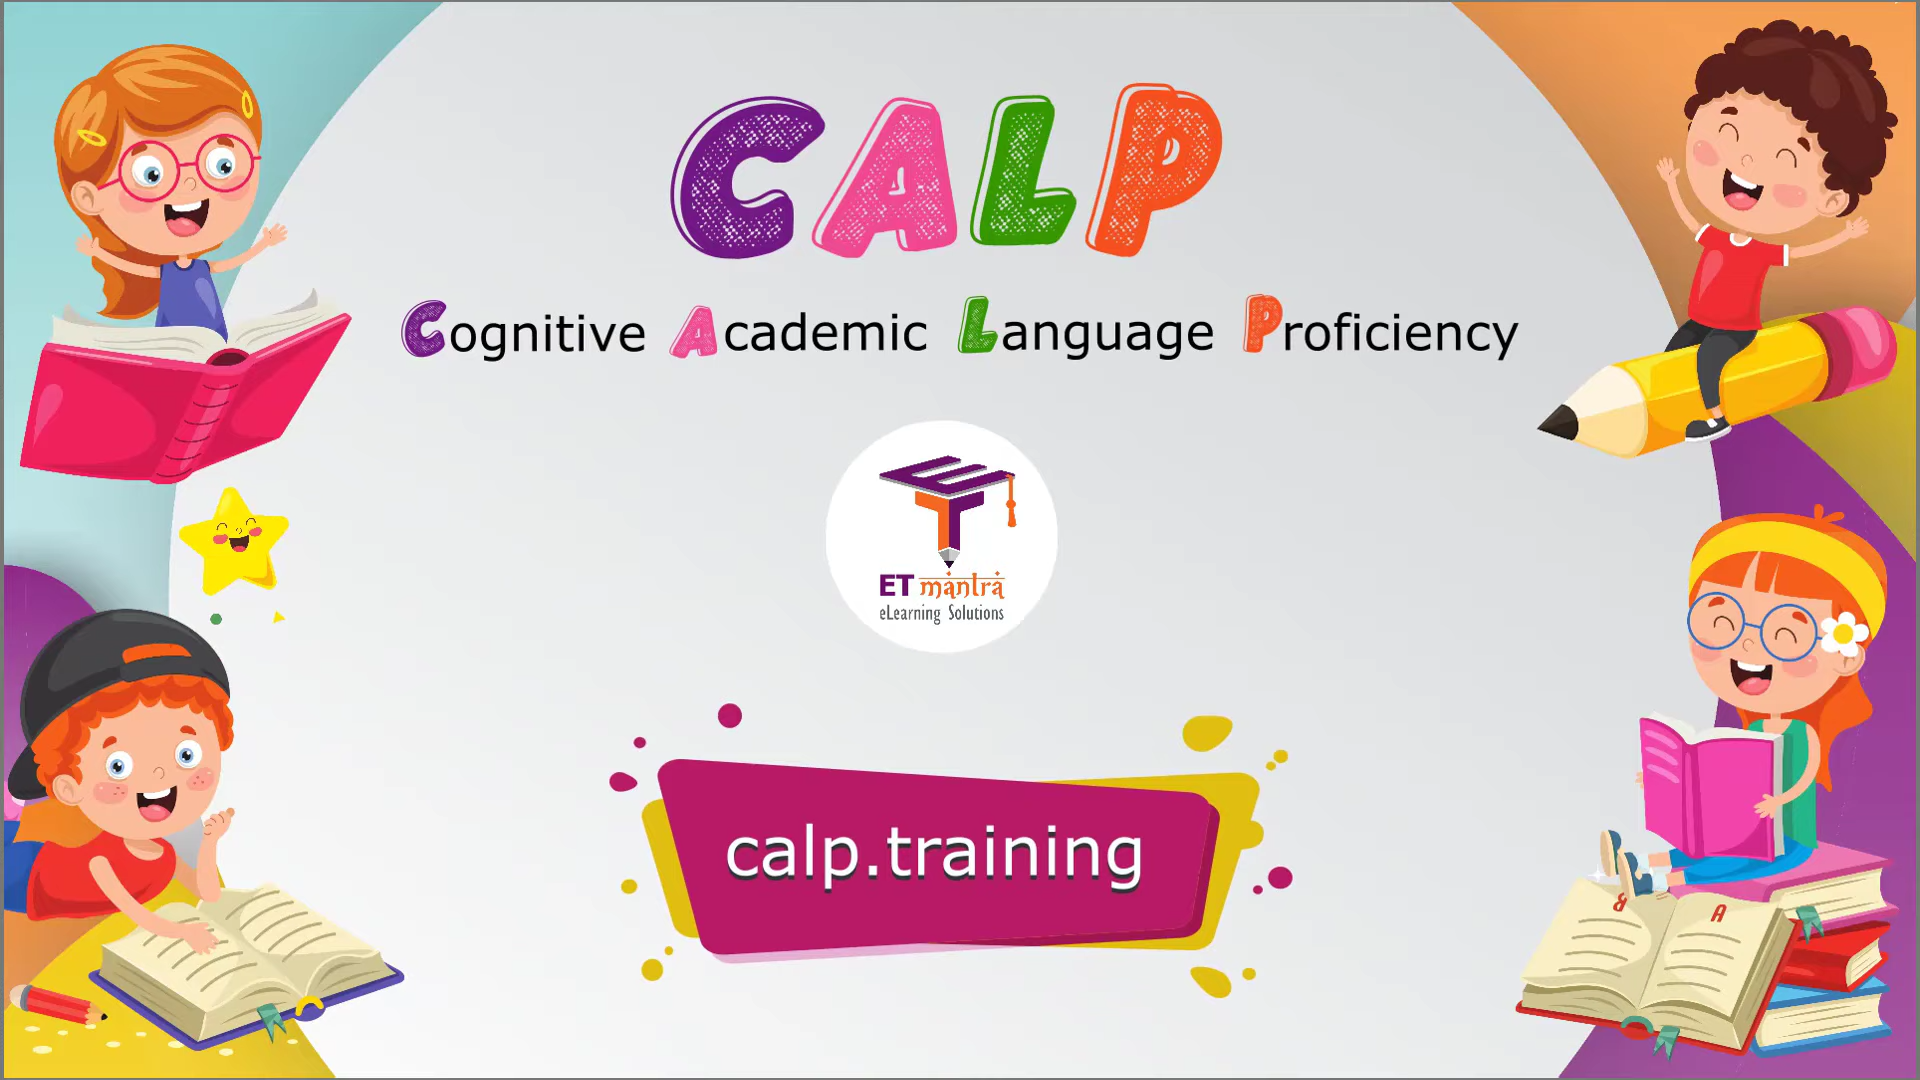 CALP
Cognitive Academic Language Proficiency
ET mantra
eLearning Solutions
calp.training
B A